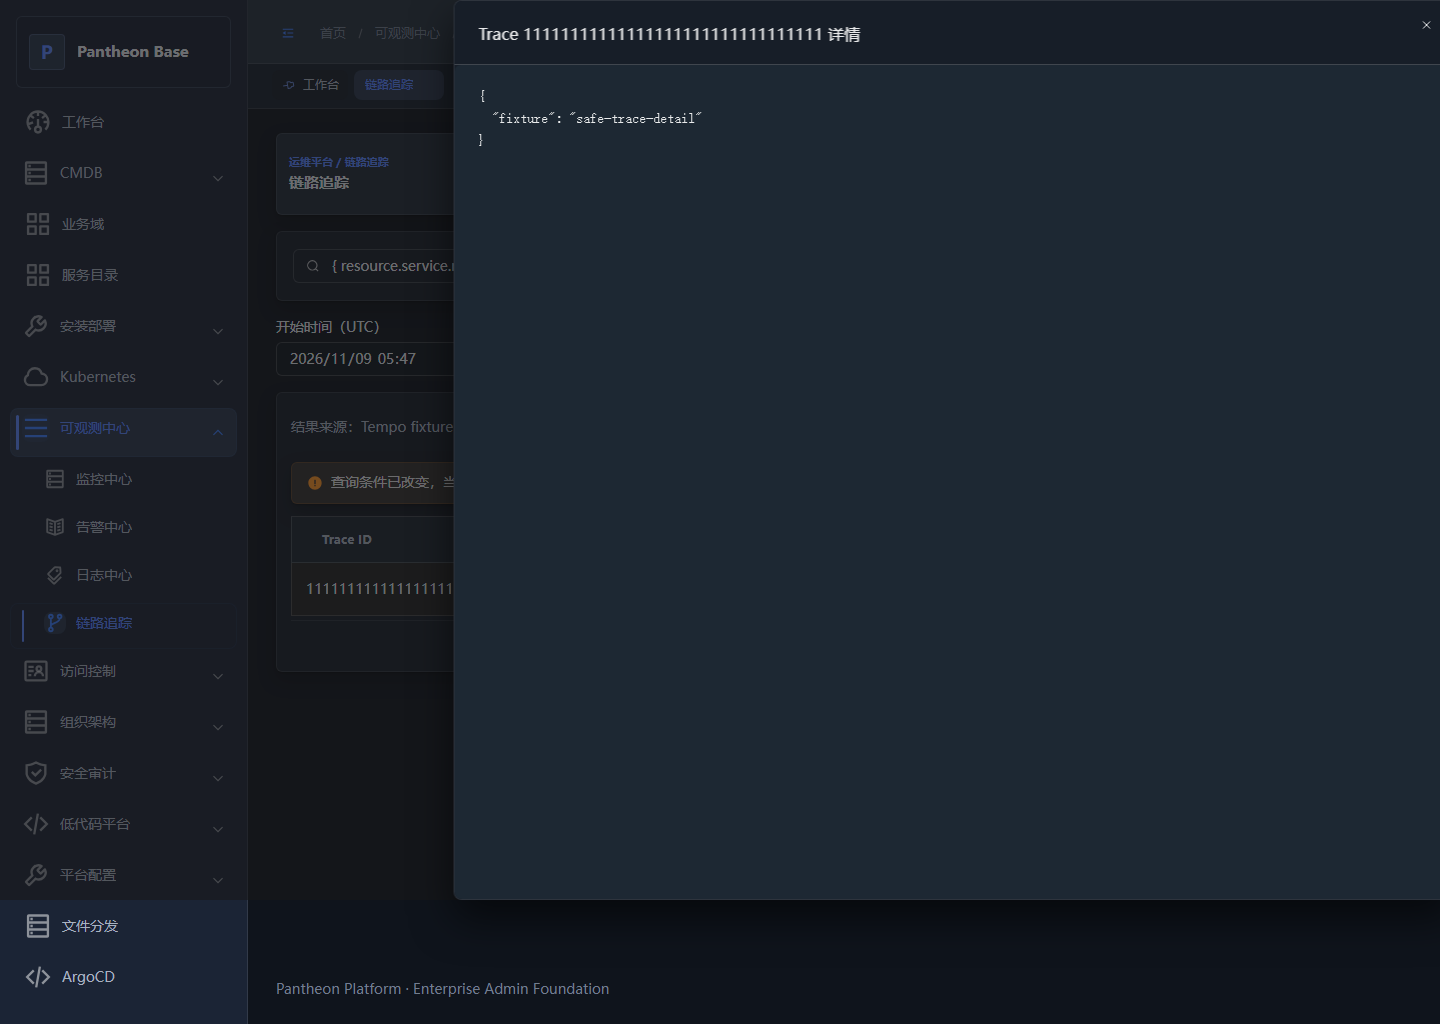 P Pantheon Base
工作台
CMDB
业务域
服务目录
安装部署
Kubernetes
可观测中心
监控中心
告警中心
日志中心
链路追踪
访问控制
组织架构
安全审计
低代码平台
平台配置
文件分发
ArgoCD
首页 / 可观测中心
工作台 链路追踪
运维平台 / 链路追踪
链路追踪
{ resource.service.
开始时间（UTC）
2026/11/09 05:47
结果来源：Tempo fixture
查询条件已改变，当
Trace ID
1111111111111111111
Trace 11111111111111111111111111111111 详情
{
"fixture": "safe-trace-detail"
}
Pantheon Platform · Enterprise Admin Foundation